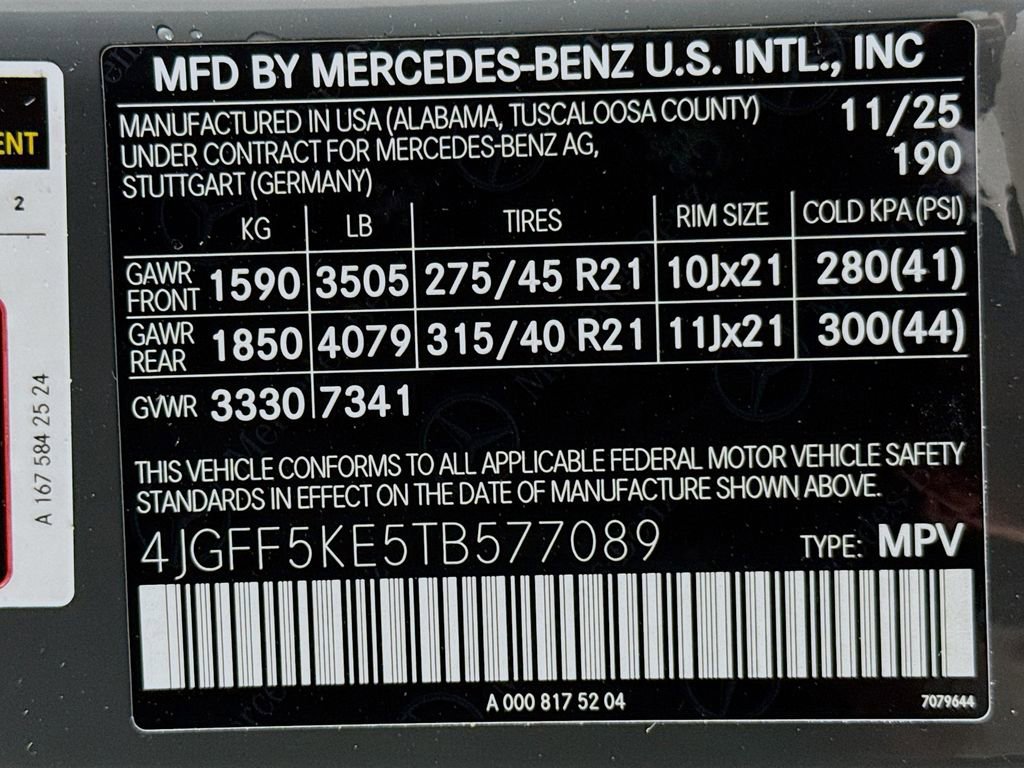 MFD BY MERCEDES-BENZ U.S. INTL., INC
MANUFACTURED IN USA (ALABAMA, TUSCALOOSA COUNTY) 11/25
UNDER CONTRACT FOR MERCEDES-BENZ AG, 190
STUTTGART (GERMANY)
KG LB TIRES RIM SIZE COLD KPA(PSI)
GAWR FRONT 1590 3505 275/45 R21 10Jx21 280(41)
GAWR REAR 1850 4079 315/40 R21 11Jx21 300(44)
GVWR 3330 7341
THIS VEHICLE CONFORMS TO ALL APPLICABLE FEDERAL MOTOR VEHICLE SAFETY
STANDARDS IN EFFECT ON THE DATE OF MANUFACTURE SHOWN ABOVE.
4JGFF5KE5TB577089 TYPE: MPV
A 000 817 52 04 7079644
ENT
2
A 167 584 25 24